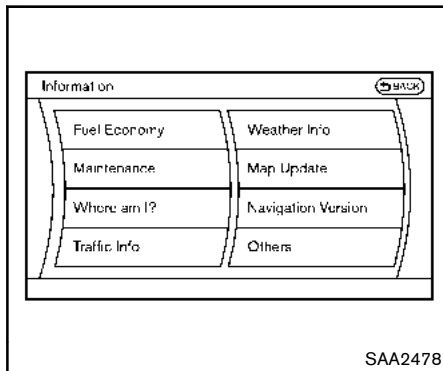 Information
BACK
Fuel Economy
Weather Info
Maintenance
Map Update
Where am I?
Navigation Version
Traffic Info
Others
SAA2478